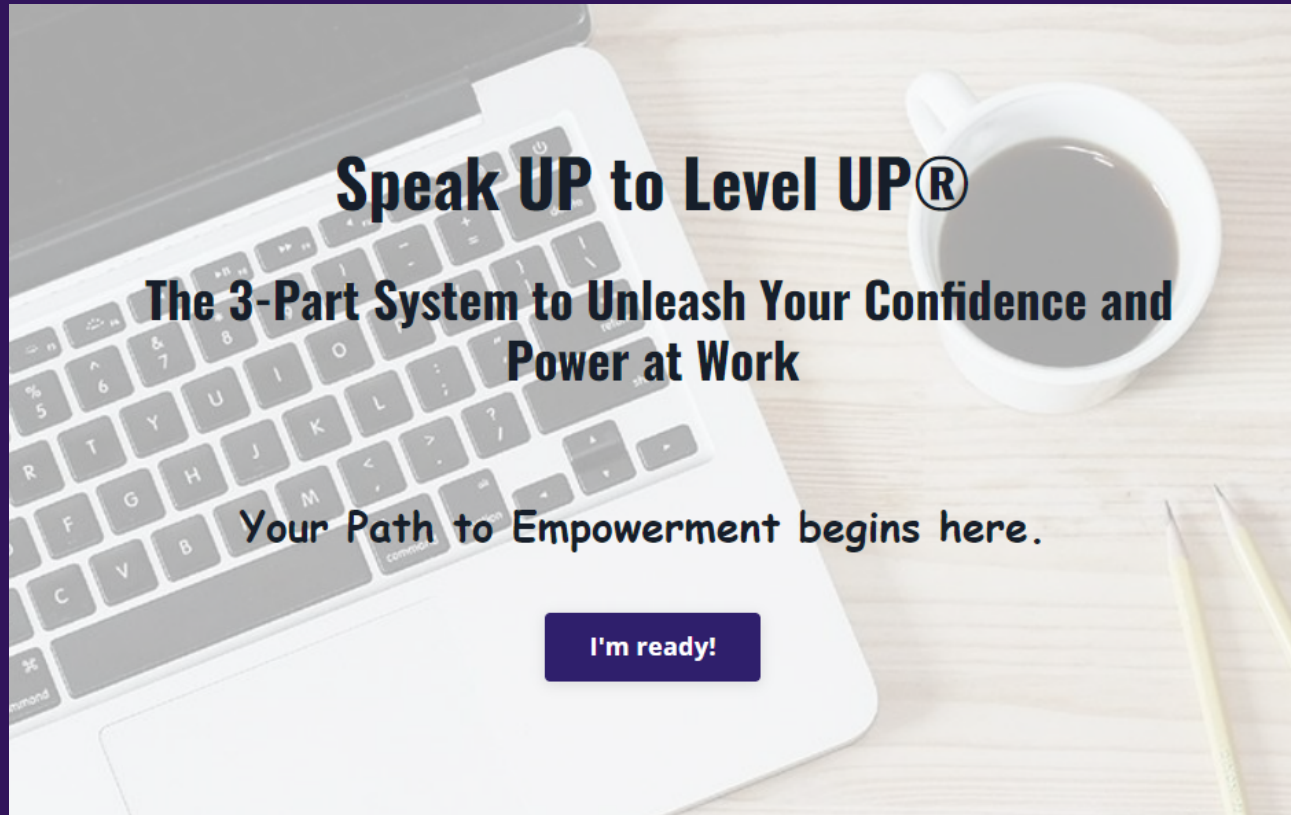 Speak UP to Level UP®
The 3-Part System to Unleash Your Confidence and
Power at Work
Your Path to Empowerment begins here.
I'm ready!